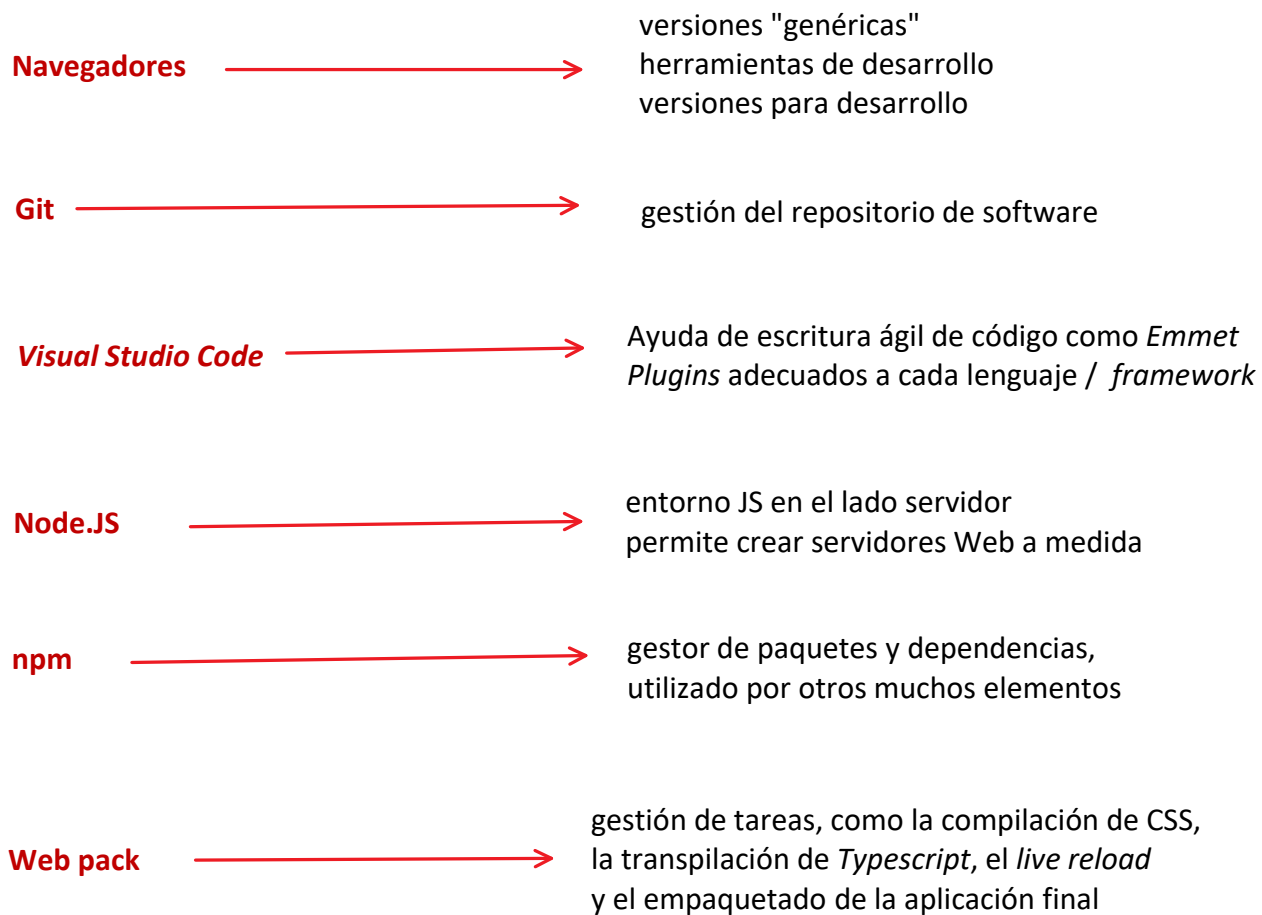 Navegadores
versiones "genéricas"
herramientas de desarrollo
versiones para desarrollo
Git
gestión del repositorio de software
Visual Studio Code
Ayuda de escritura ágil de código como Emmet
Plugins adecuados a cada lenguaje / framework
Node.JS
entorno JS en el lado servidor
permite crear servidores Web a medida
npm
gestor de paquetes y dependencias,
utilizado por otros muchos elementos
Web pack
gestión de tareas, como la compilación de CSS,
la transpilación de Typescript, el live reload
y el empaquetado de la aplicación final